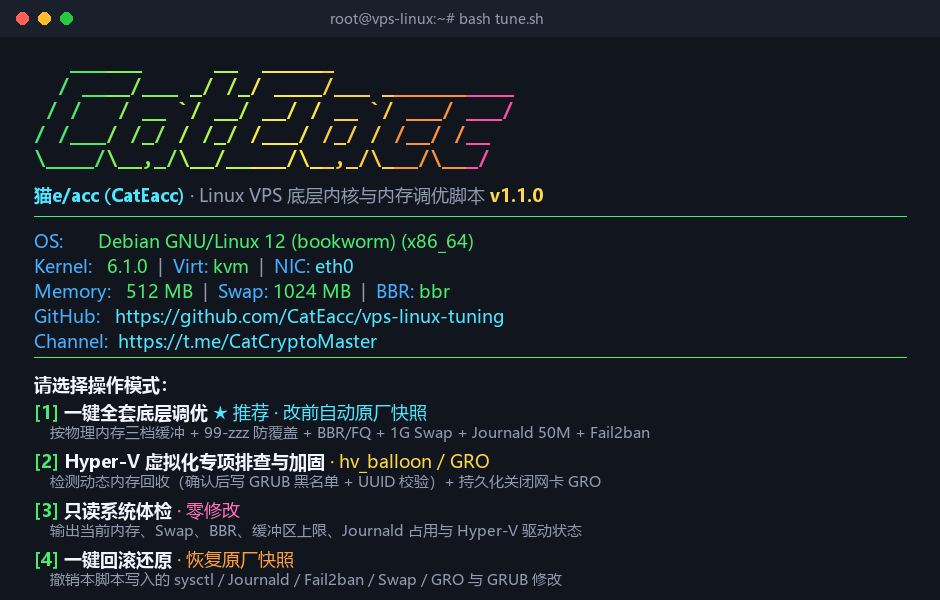 root@vps-linux:~# bash tune.sh
CatEacc
猫e/acc (CatEacc) · Linux VPS 底层内核与内存调优脚本 v1.1.0
OS: Debian GNU/Linux 12 (bookworm) (x86_64)
Kernel: 6.1.0 | Virt: kvm | NIC: eth0
Memory: 512 MB | Swap: 1024 MB | BBR: bbr
GitHub: https://github.com/CatEacc/vps-linux-tuning
Channel: https://t.me/CatCryptoMaster
请选择操作模式：
[1] 一键全套底层调优 ★ 推荐 · 改前自动原厂快照
按物理内存三档缓冲 + 99-zzz 防覆盖 + BBR/FQ + 1G Swap + Journald 50M + Fail2ban
[2] Hyper-V 虚拟化专项排查与加固 · hv_balloon / GRO
检测动态内存回收（确认后写 GRUB 黑名单 + UUID 校验）+ 持久化关闭网卡 GRO
[3] 只读系统体检 · 零修改
输出当前内存、Swap、BBR、缓冲区上限、Journald 占用与 Hyper-V 驱动状态
[4] 一键回滚还原 · 恢复原厂快照
撤销本脚本写入的 sysctl / Journald / Fail2ban / Swap / GRO 与 GRUB 修改